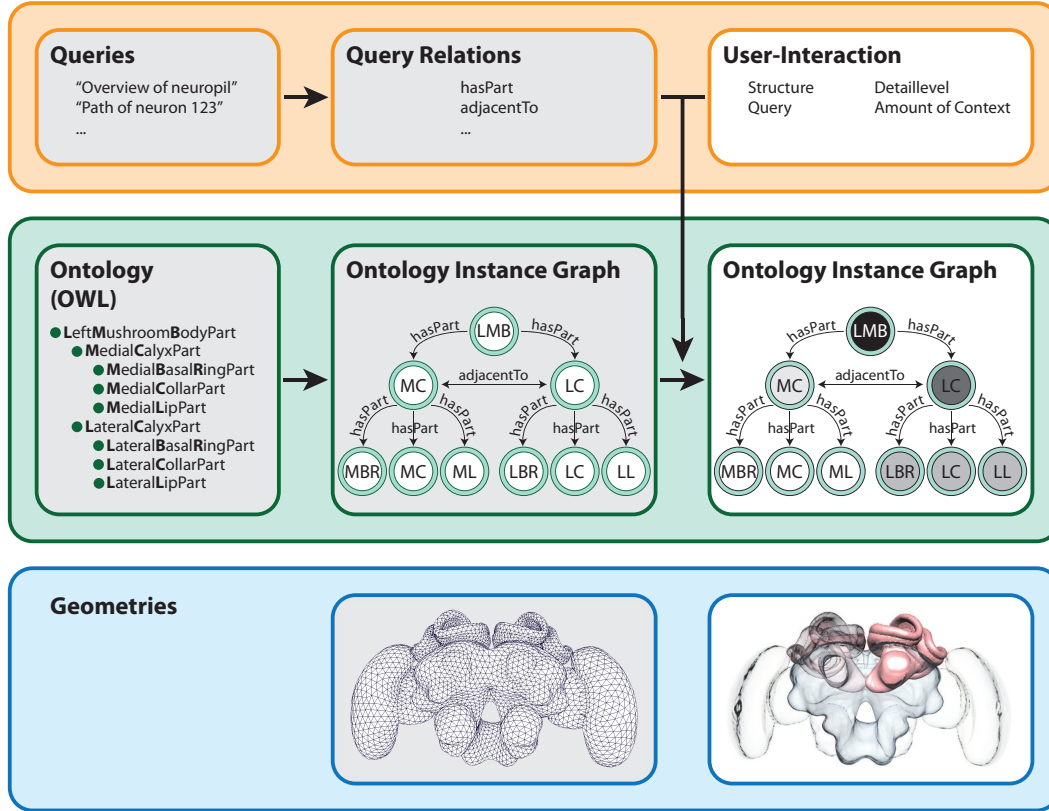 Queries
“Overview of neuropil”
“Path of neuron 123”
...
Query Relations
hasPart
adjacentTo
...
User-Interaction
Structure Detaillevel
Query Amount of Context
Ontology
(OWL)
LeftMushroomBodyPart
MedialCalyxPart
MedialBasalRingPart
MedialCollarPart
MedialLipPart
LateralCalyxPart
LateralBasalRingPart
LateralCollarPart
LateralLipPart
Ontology Instance Graph
hasPart LMB hasPart
MC adjacentTo LC
hasPart hasPart hasPart hasPart hasPart hasPart
MBR MC ML LBR LC LL
Ontology Instance Graph
hasPart LMB hasPart
MC adjacentTo LC
hasPart hasPart hasPart hasPart hasPart hasPart
MBR MC ML LBR LC LL
Geometries